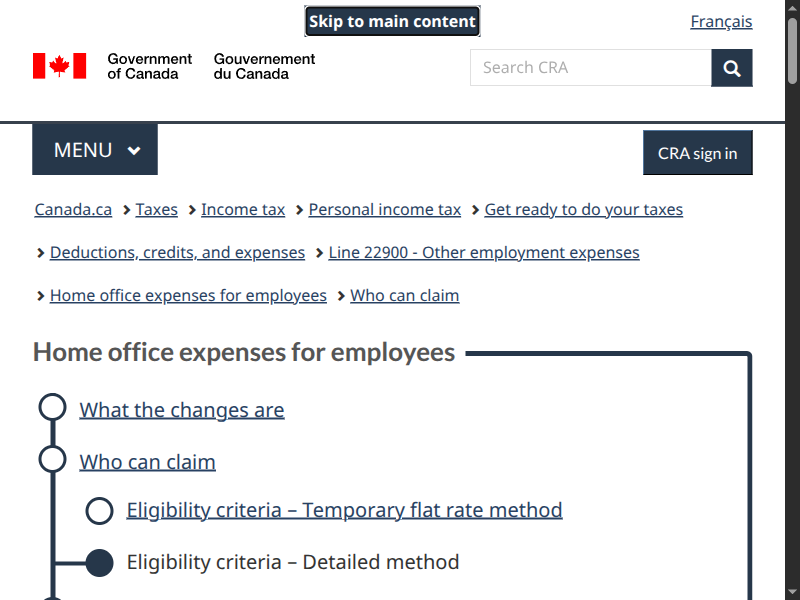 Skip to main content
Français
Government of Canada
Gouvernement du Canada
Search CRA
MENU
CRA sign in
Canada.ca > Taxes > Income tax > Personal income tax > Get ready to do your taxes
> Deductions, credits, and expenses > Line 22900 - Other employment expenses
> Home office expenses for employees > Who can claim
Home office expenses for employees
What the changes are
Who can claim
Eligibility criteria – Temporary flat rate method
Eligibility criteria – Detailed method